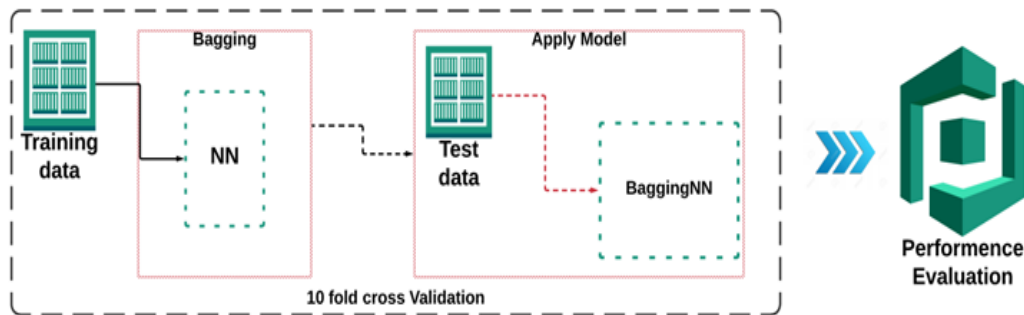 Bagging
Apply Model
Training
data
NN
Test
data
BaggingNN
10 fold cross Validation
Performence
Evaluation